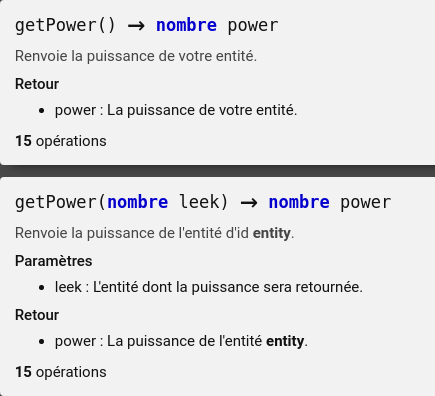 getPower() → nombre power
Renvoie la puissance de votre entité.
Retour
• power : La puissance de votre entité.
15 opérations
getPower(nombre leek) → nombre power
Renvoie la puissance de l'entité d'id entity.
Paramètres
• leek : L'entité dont la puissance sera retournée.
Retour
• power : La puissance de l'entité entity.
15 opérations